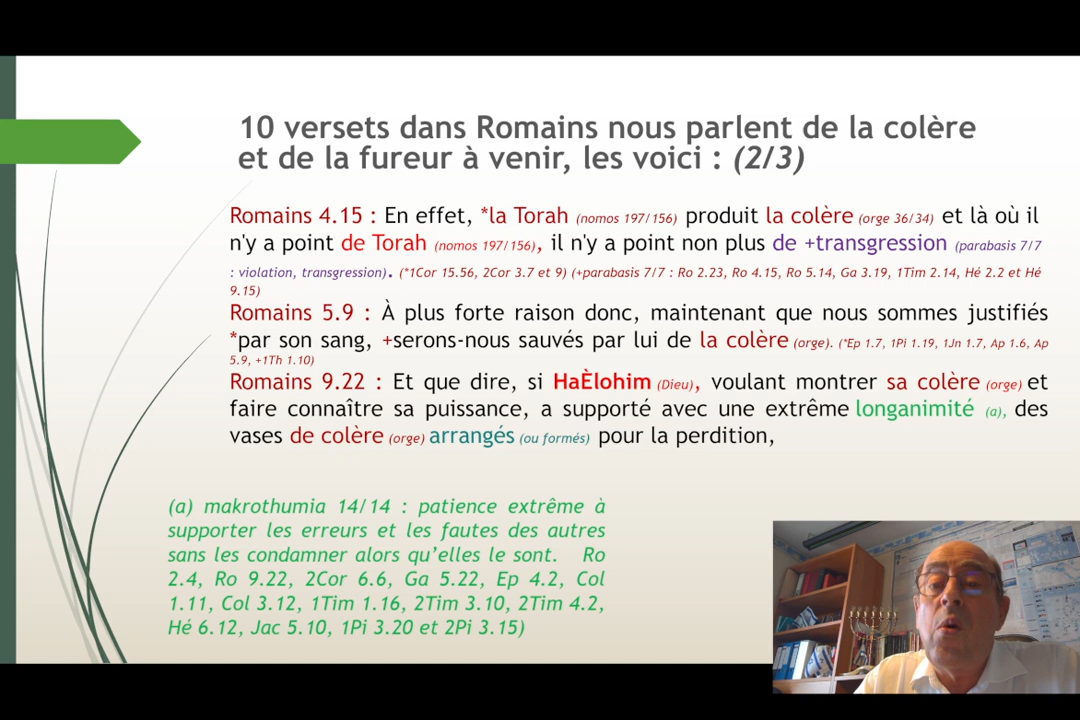 10 versets dans Romains nous parlent de la colère
et de la fureur à venir, les voici : (2/3)
Romains 4.15 : En effet, *la Torah (nomos 197/156) produit la colère (orge 36/34) et là où il
n'y a point de Torah (nomos 197/156), il n'y a point non plus de +transgression (parabasis 7/7
: violation, transgression). (*1Cor 15.56, 2Cor 3.7 et 9) (+parabasis 7/7 : Ro 2.23, Ro 4.15, Ro 5.14, Ga 3.19, 1Tim 2.14, Hé 2.2 et Hé
9.15)
Romains 5.9 : À plus forte raison donc, maintenant que nous sommes justifiés
*par son sang, +serons-nous sauvés par lui de la colère (orge). (*Ep 1.7, 1Pi 1.19, 1Jn 1.7, Ap 1.6, Ap
5.9, +1Th 1.10)
Romains 9.22 : Et que dire, si HaÈlohim (Dieu), voulant montrer sa colère (orge) et
faire connaître sa puissance, a supporté avec une extrême longanimité (a), des
vases de colère (orge) arrangés (ou formés) pour la perdition,
(a) makrothumia 14/14 : patience extrême à
supporter les erreurs et les fautes des autres
sans les condamner alors qu'elles le sont. Ro
2.4, Ro 9.22, 2Cor 6.6, Ga 5.22, Ep 4.2, Col
1.11, Col 3.12, 1Tim 1.16, 2Tim 3.10, 2Tim 4.2,
Hé 6.12, Jac 5.10, 1Pi 3.20 et 2Pi 3.15)